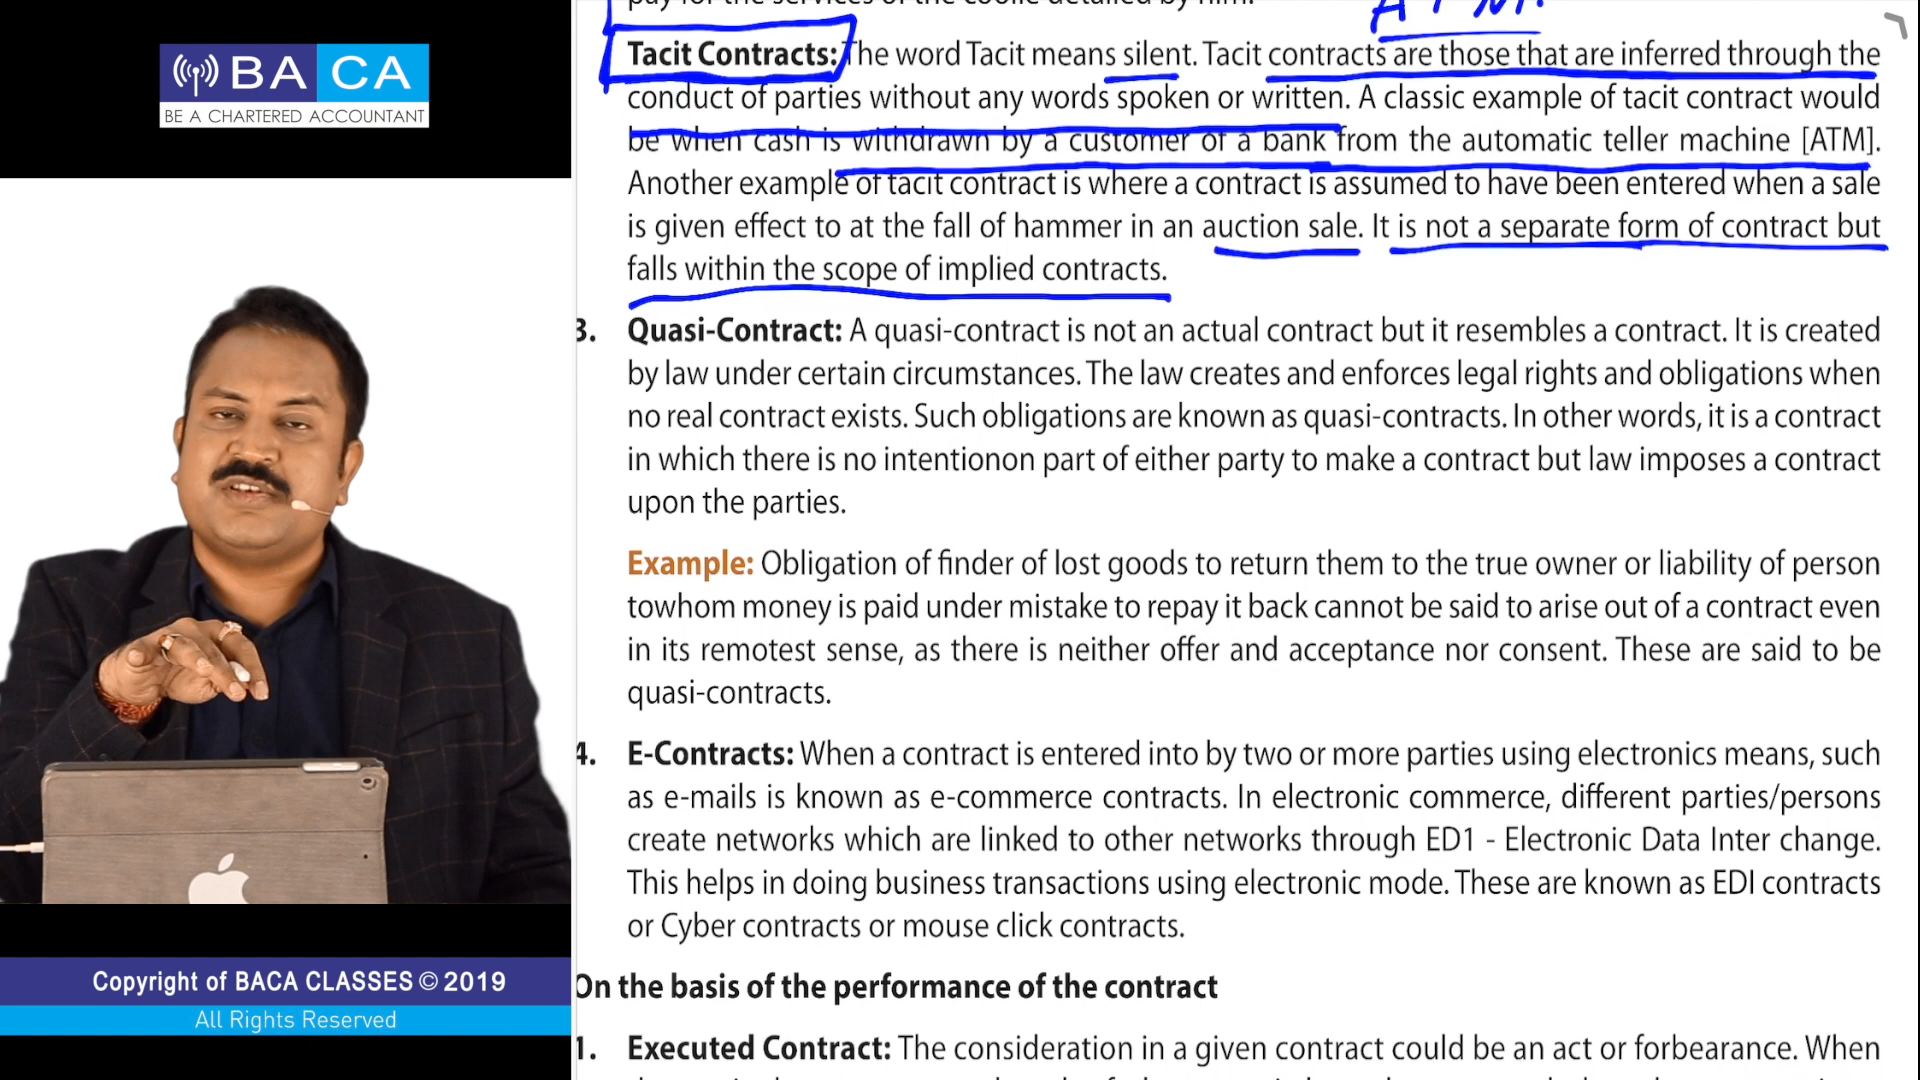 BA CA
BE A CHARTERED ACCOUNTANT
Tacit Contracts: The word Tacit means silent. Tacit contracts are those that are inferred through the
conduct of parties without any words spoken or written. A classic example of tacit contract would
be when cash is withdrawn by a customer of a bank from the automatic teller machine [ATM].
Another example of tacit contract is where a contract is assumed to have been entered when a sale
is given effect to at the fall of hammer in an auction sale. It is not a separate form of contract but
falls within the scope of implied contracts.
3. Quasi-Contract: A quasi-contract is not an actual contract but it resembles a contract. It is created
by law under certain circumstances. The law creates and enforces legal rights and obligations when
no real contract exists. Such obligations are known as quasi-contracts. In other words, it is a contract
in which there is no intentionon part of either party to make a contract but law imposes a contract
upon the parties.
Example: Obligation of finder of lost goods to return them to the true owner or liability of person
towhom money is paid under mistake to repay it back cannot be said to arise out of a contract even
in its remotest sense, as there is neither offer and acceptance nor consent. These are said to be
quasi-contracts.
4. E-Contracts: When a contract is entered into by two or more parties using electronics means, such
as e-mails is known as e-commerce contracts. In electronic commerce, different parties/persons
create networks which are linked to other networks through ED1 - Electronic Data Inter change.
This helps in doing business transactions using electronic mode. These are known as EDI contracts
or Cyber contracts or mouse click contracts.
On the basis of the performance of the contract
1. Executed Contract: The consideration in a given contract could be an act or forbearance. When
Copyright of BACA CLASSES © 2019
All Rights Reserved